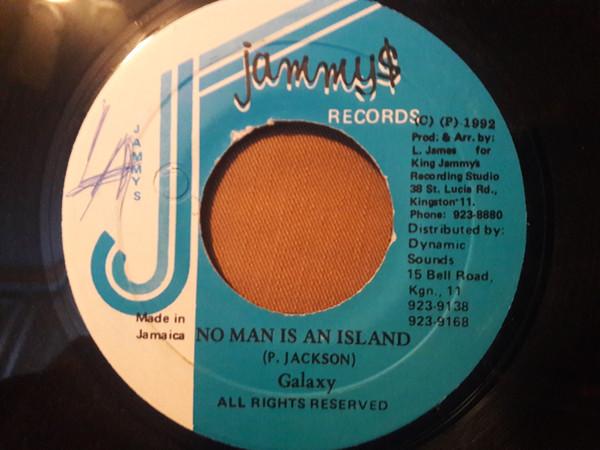 jammy$
RECORDS
(C) (P) 1992
Prod: & Arr. by:
L. James for
King Jammy's
Recording Studio
38 St. Lucia Rd.,
Kingston 11.
Phone: 923-8880
Distributed by:
Dynamic
Sounds
15 Bell Road,
Kgn., 11
923-9138
923-9168
JAMMYS
Made in
Jamaica
NO MAN IS AN ISLAND
(P. JACKSON)
Galaxy
ALL RIGHTS RESERVED